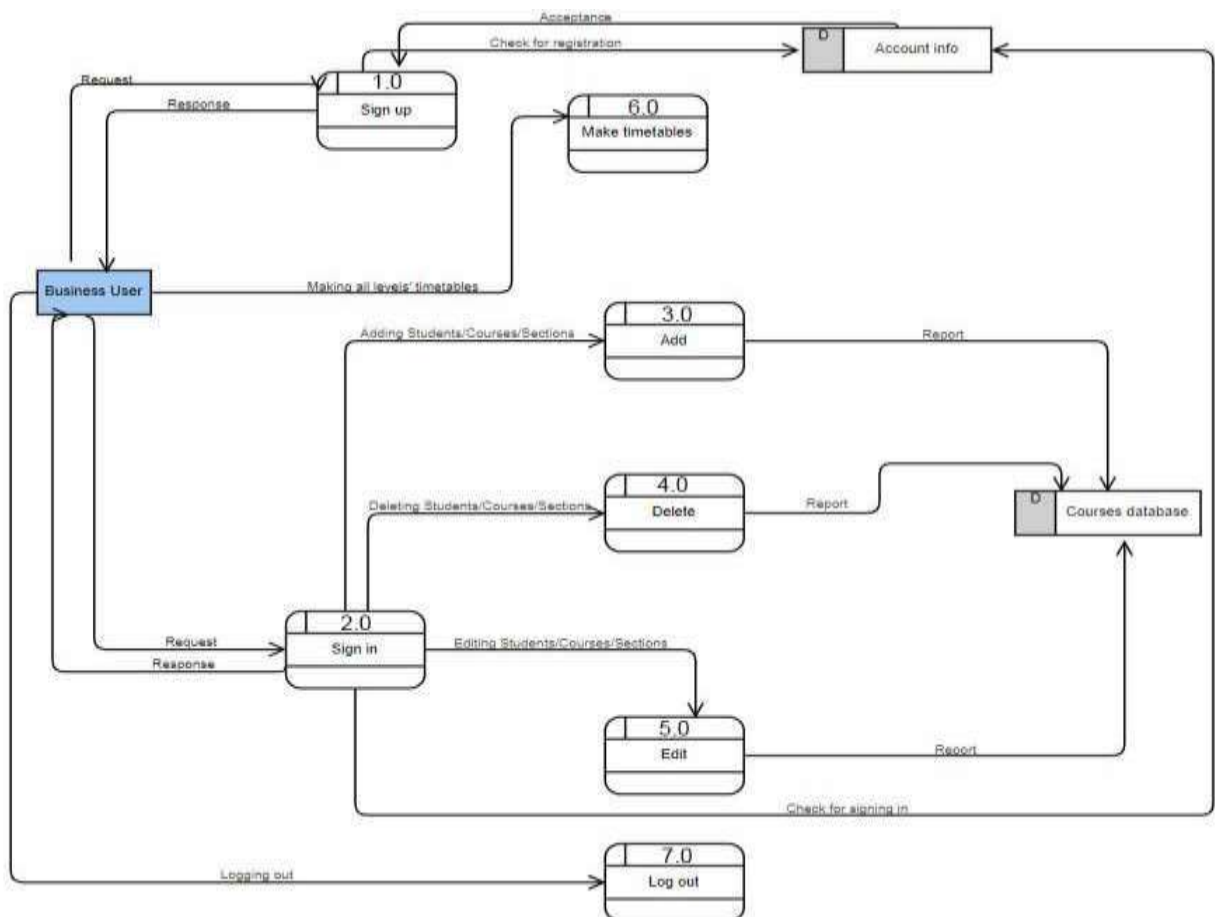 Acceptance
D
Account info
Check for registration
Request
1.0
Sign up
Response
6.0
Make timetables
Business User
Making all levels' timetables
3.0
Adding Students/Courses/Sections
Add
Report
4.0
Deleting Students/Courses/Sections
Delete
Report
D
Courses database
2.0
Request
Sign in
Editing Students/Courses/Sections
Response
5.0
Edit
Report
Check for signing in
7.0
Logging out
Log out